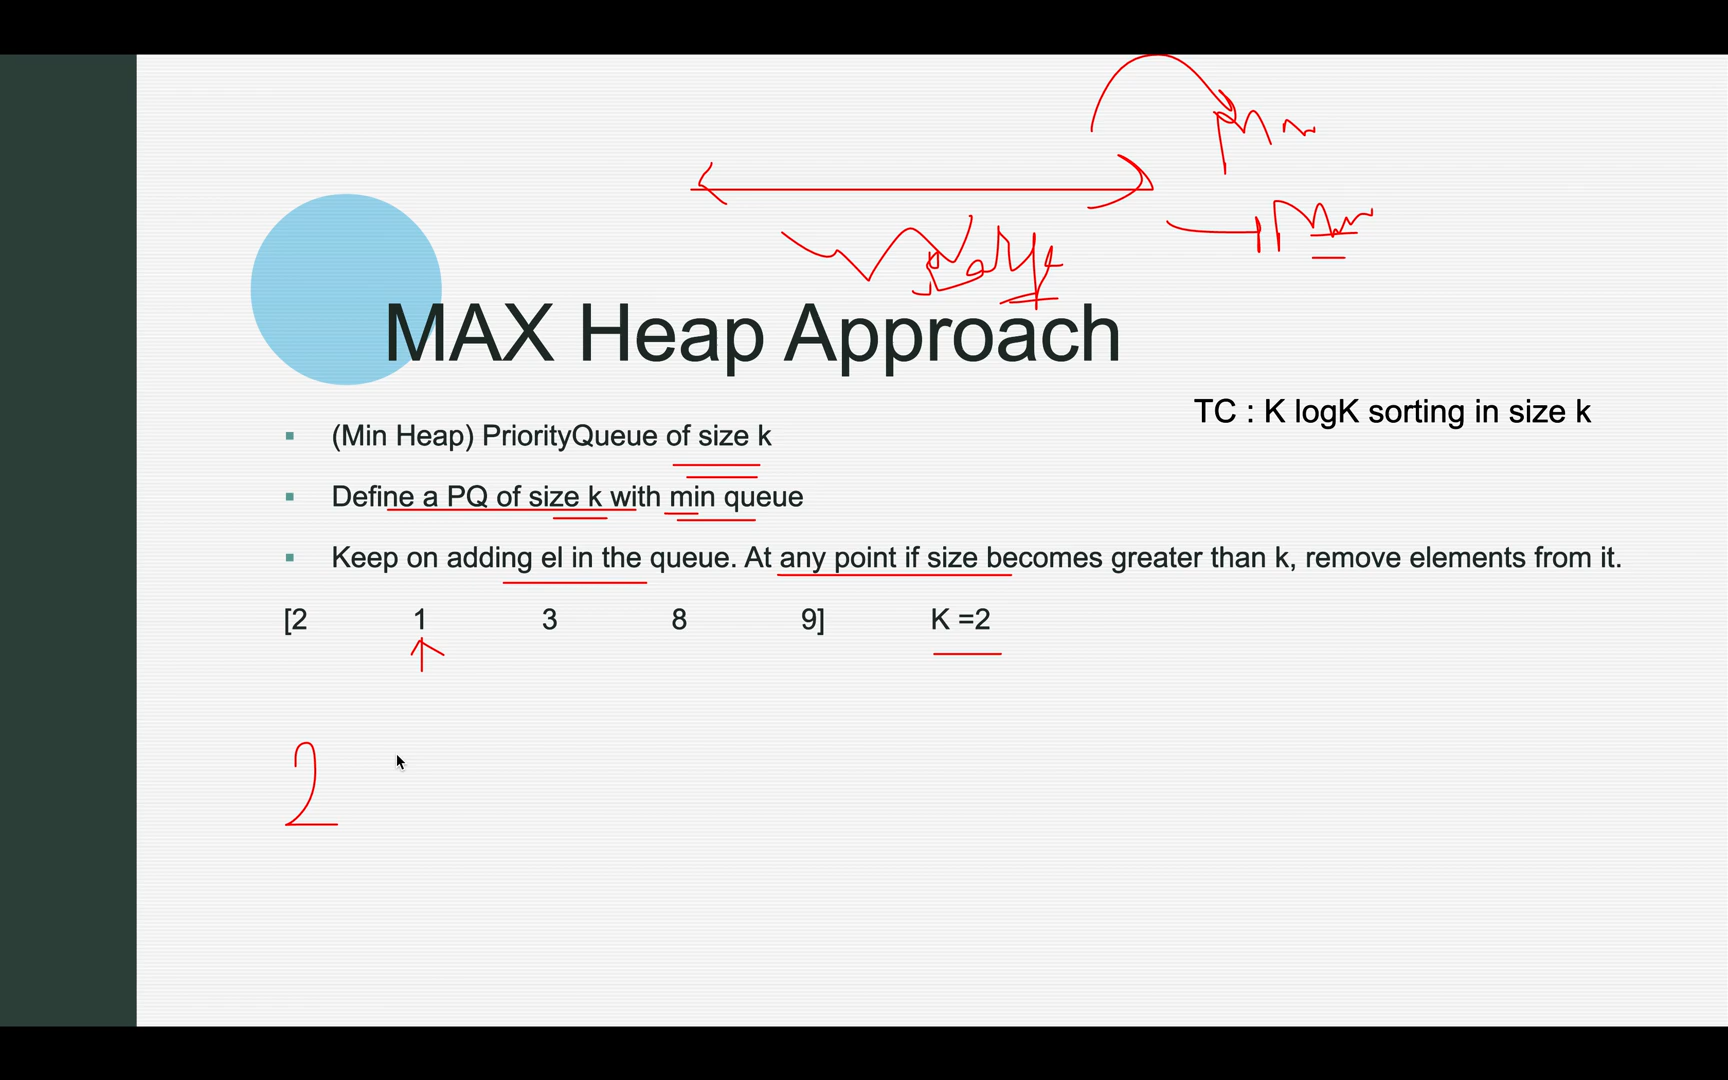 MAX Heap Approach
TC : K logK sorting in size k
▪ (Min Heap) PriorityQueue of size k
▪ Define a PQ of size k with min queue
▪ Keep on adding el in the queue. At any point if size becomes greater than k, remove elements from it.
[2 1 3 8 9] K =2
2